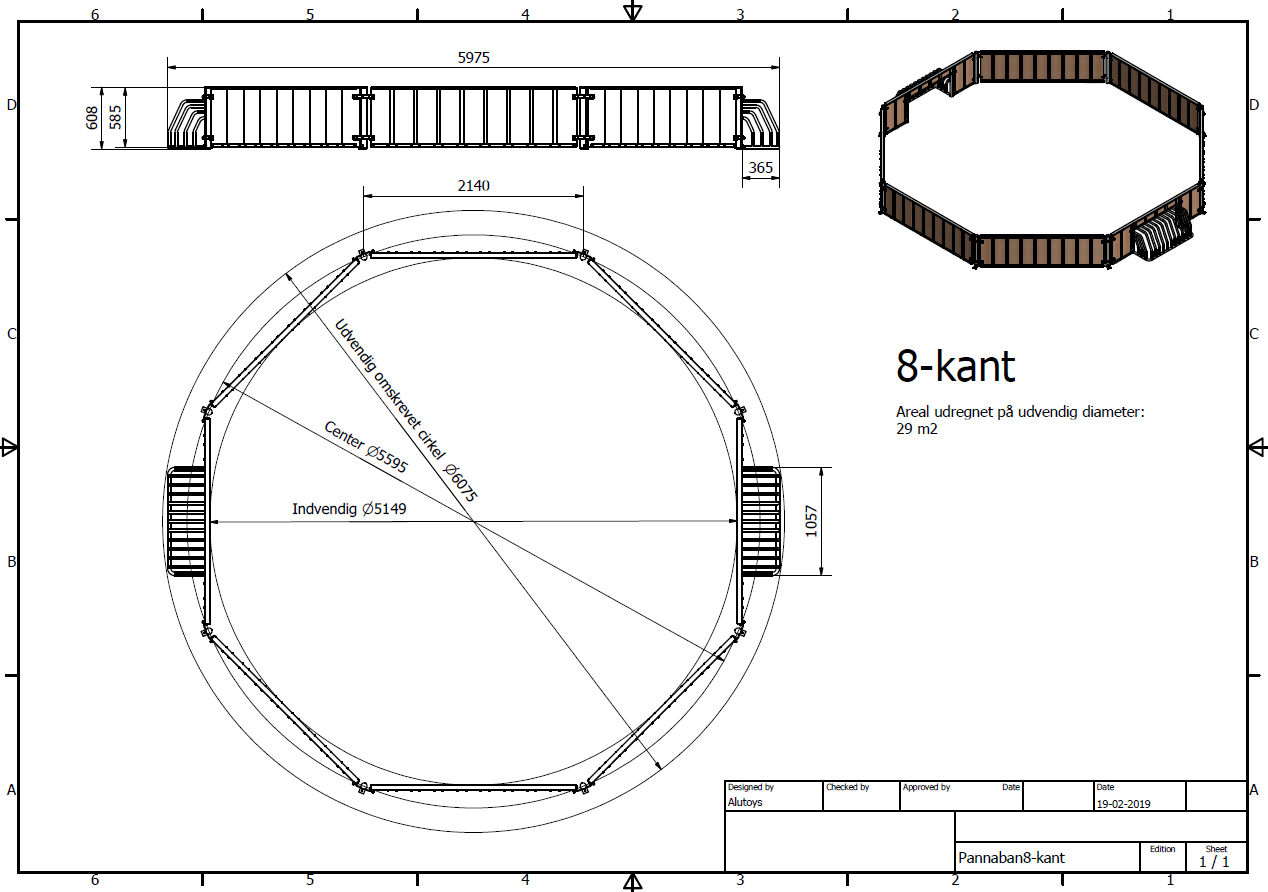 6 5 4 3 2 1
D D
5975
608
585
365
2140
C C
Udvendig omskrevet cirkel Ø6075
Center Ø5595
Indvendig Ø5149
1057
8-kant
Areal udregnet på udvendig diameter:
29 m2
B B
A A
Designed by Checked by Approved by Date Date
Alutoys 19-02-2019
Pannaban8-kant
Edition Sheet
1 / 1
6 5 4 3 2 1